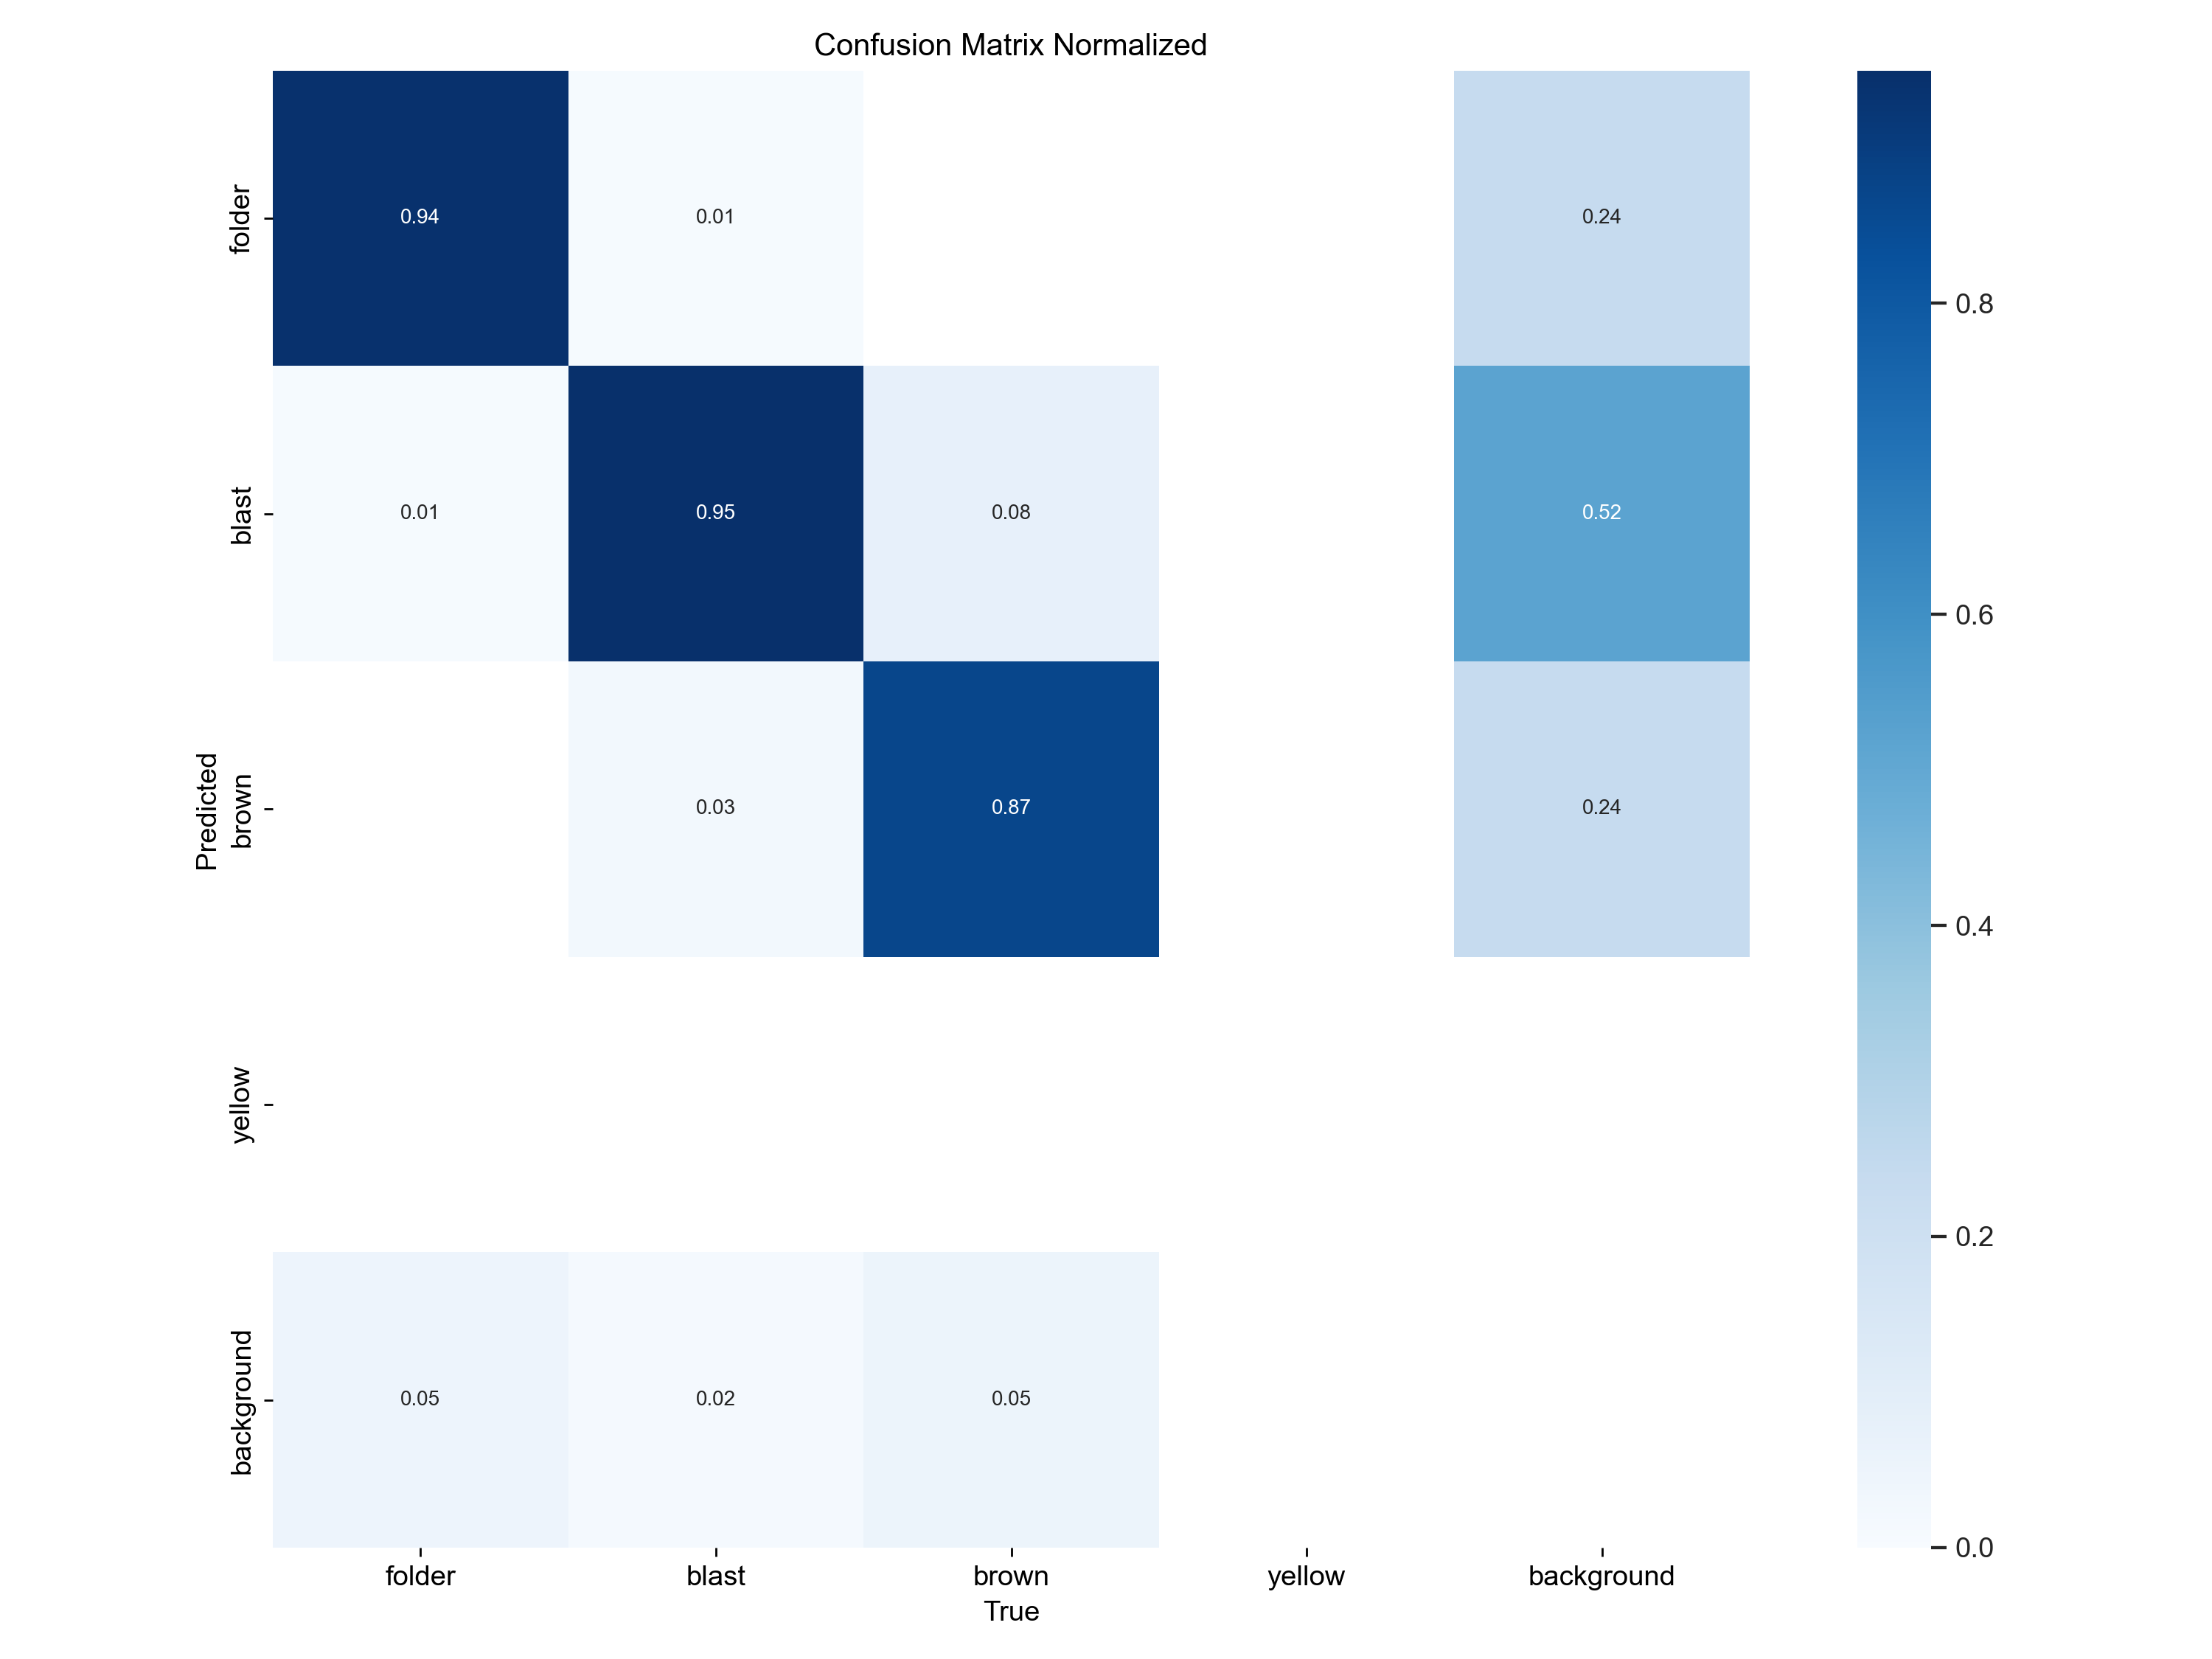 Confusion Matrix Normalized
folder
0.94
0.01
0.24
0.8
blast
0.01
0.95
0.08
0.52
0.6
Predicted
brown
0.03
0.87
0.24
0.4
yellow
0.2
background
0.05
0.02
0.05
0.0
folder
blast
brown
yellow
background
True